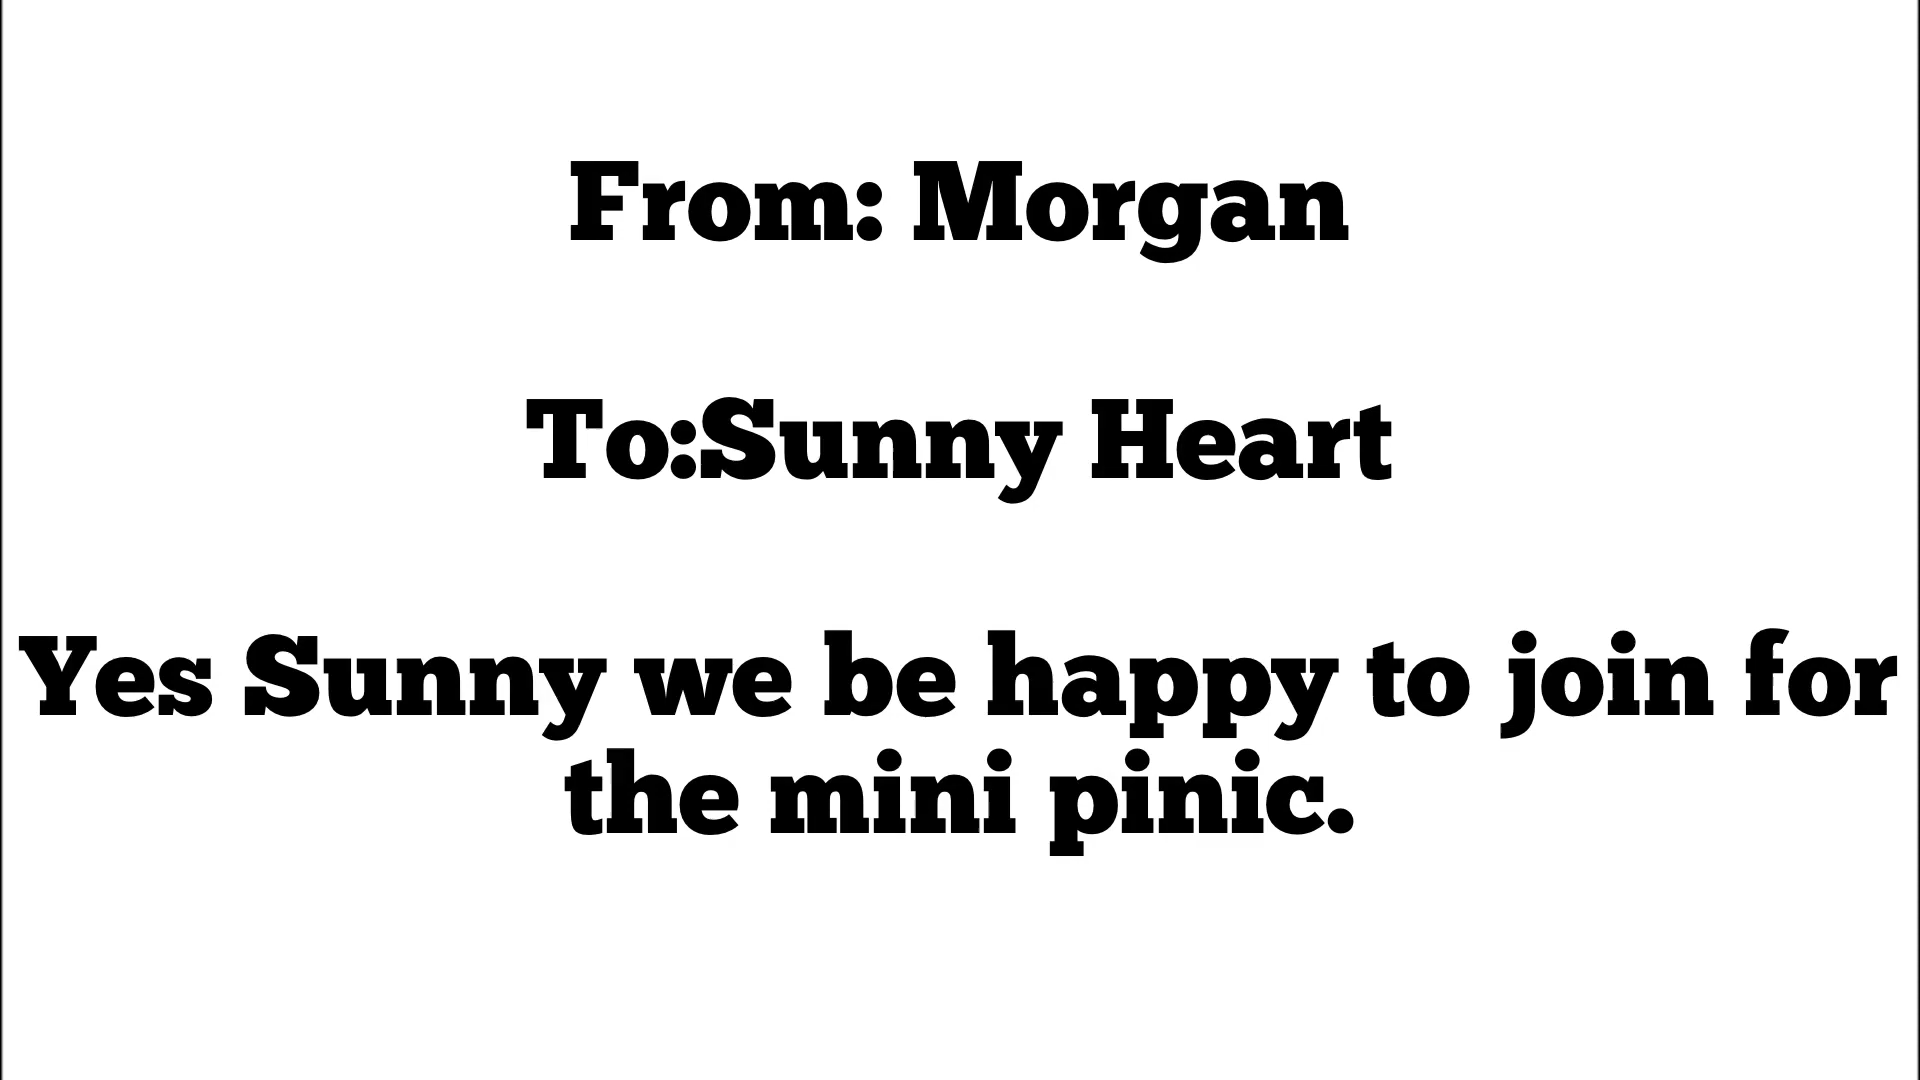 From: Morgan
To:Sunny Heart
Yes Sunny we be happy to join for
the mini pinic.